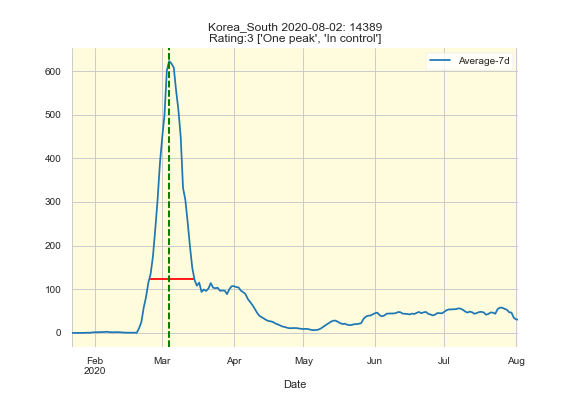 Korea_South 2020-08-02: 14389
Rating:3 ['One peak', 'In control']
Average-7d
600
500
400
300
200
100
0
Feb
2020
Mar
Apr
May
Jun
Jul
Aug
Date